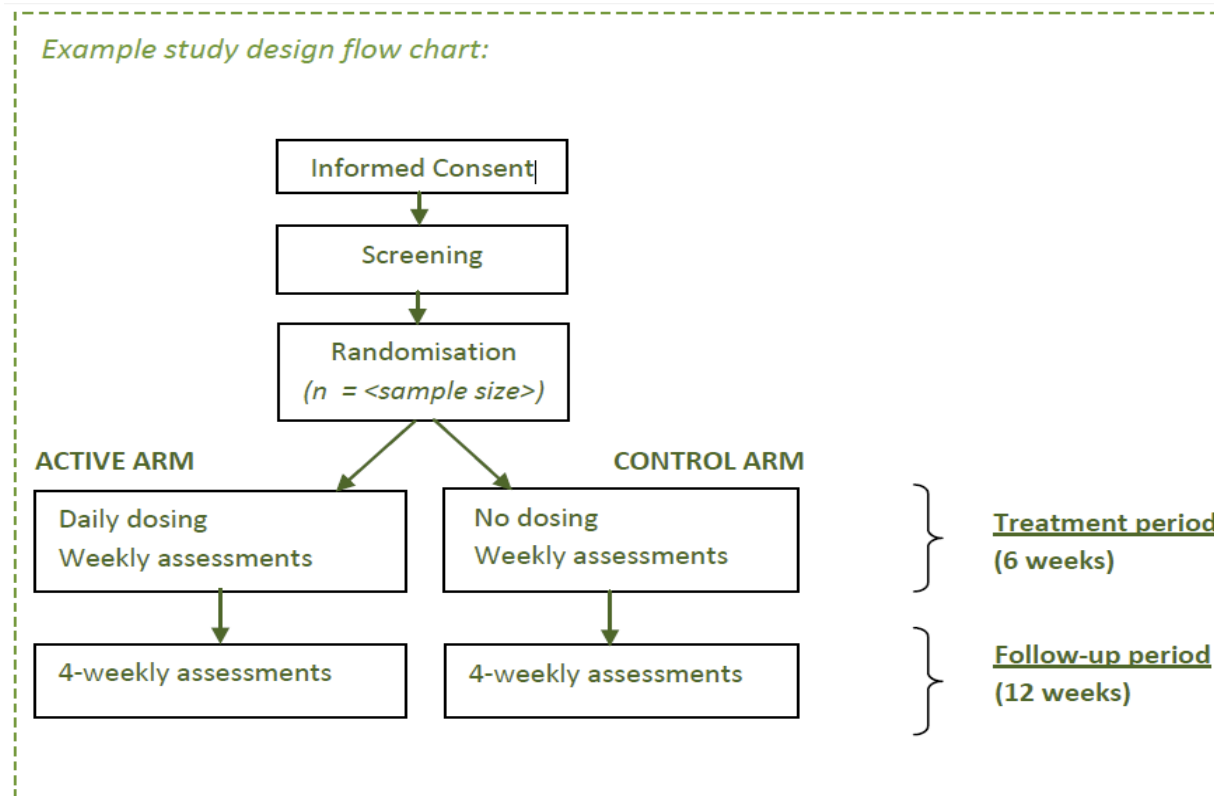 Example study design flow chart:
Informed Consent
Screening
Randomisation
(n = <sample size>)
ACTIVE ARM
CONTROL ARM
Daily dosing
Weekly assessments
No dosing
Weekly assessments
Treatment period
(6 weeks)
4-weekly assessments
4-weekly assessments
Follow-up period
(12 weeks)